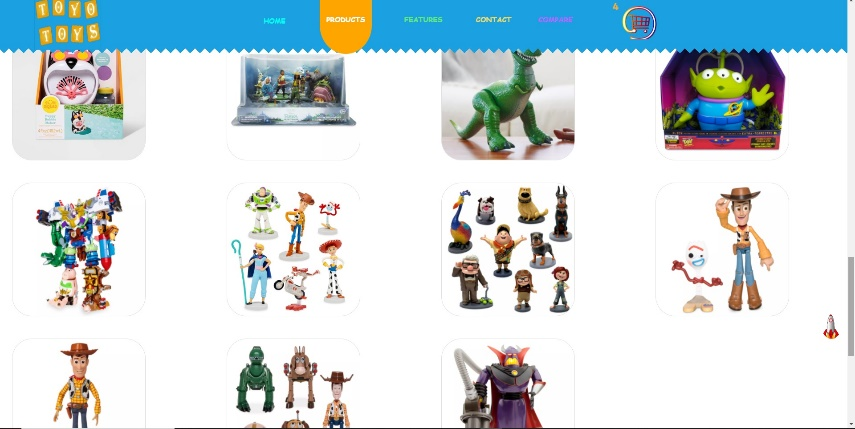 TOYO
TOYS
HOME
PRODUCTS
FEATURES
CONTACT
COMPARE
4